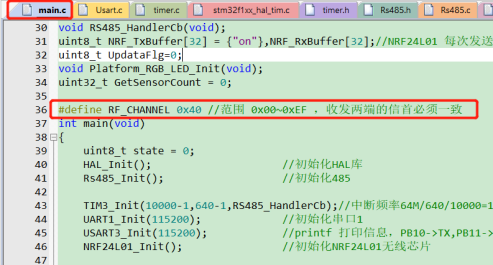 main.c Usart.c timer.c stm32f1xx_hal_tim.c timer.h Rs485.h Rs485.c
30 void RS485_HandlerCb(void);
31 uint8_t NRF_TxBuffer[32] = {"on"},NRF_RxBuffer[32];//NRF24L01 每次发送
32 uint8_t UpdataFlg=0;
33 void Platform_RGB_LED_Init(void);
34 uint32_t GetSensorCount = 0;
35
36 #define RF_CHANNEL 0x40 //范围 0x00~0xEF ，收发两端的信首必须一致
37 int main(void)
38 {
39 uint8_t state = 0;
40 HAL_Init(); //初始化HAL库
41 Rs485_Init(); //初始化485
42
43 TIM3_Init(10000-1,640-1,RS485_HandlerCb);//中断频率64M/640/10000=1
44 UART1_Init(115200); //初始化串口1
45 USART3_Init(115200); //printf 打印信息，PB10->TX,PB11->
46 NRF24L01_Init(); //初始化NRF24L01无线芯片
47